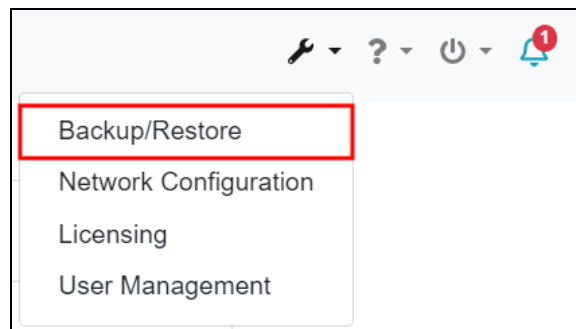 ?
1
Backup/Restore
Network Configuration
Licensing
User Management